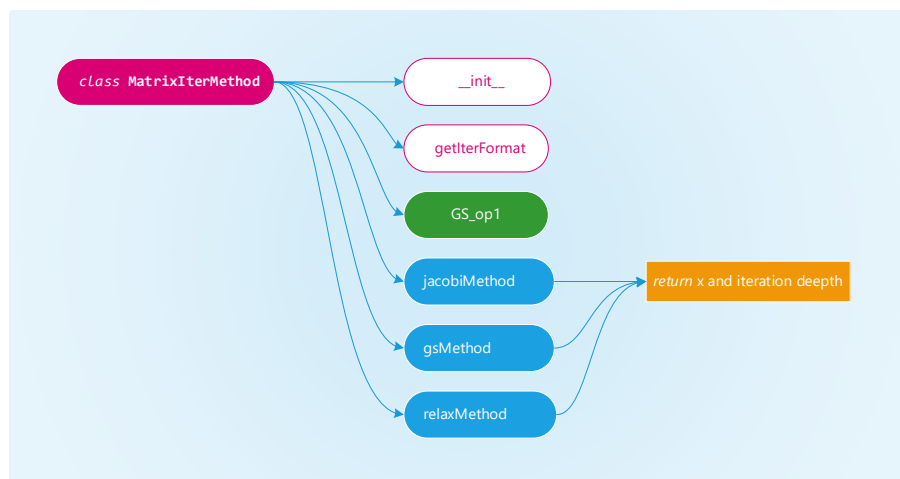 class MatrixIterMethod
__init__
getIterFormat
GS_op1
jacobiMethod
return x and iteration deepth
gsMethod
relaxMethod